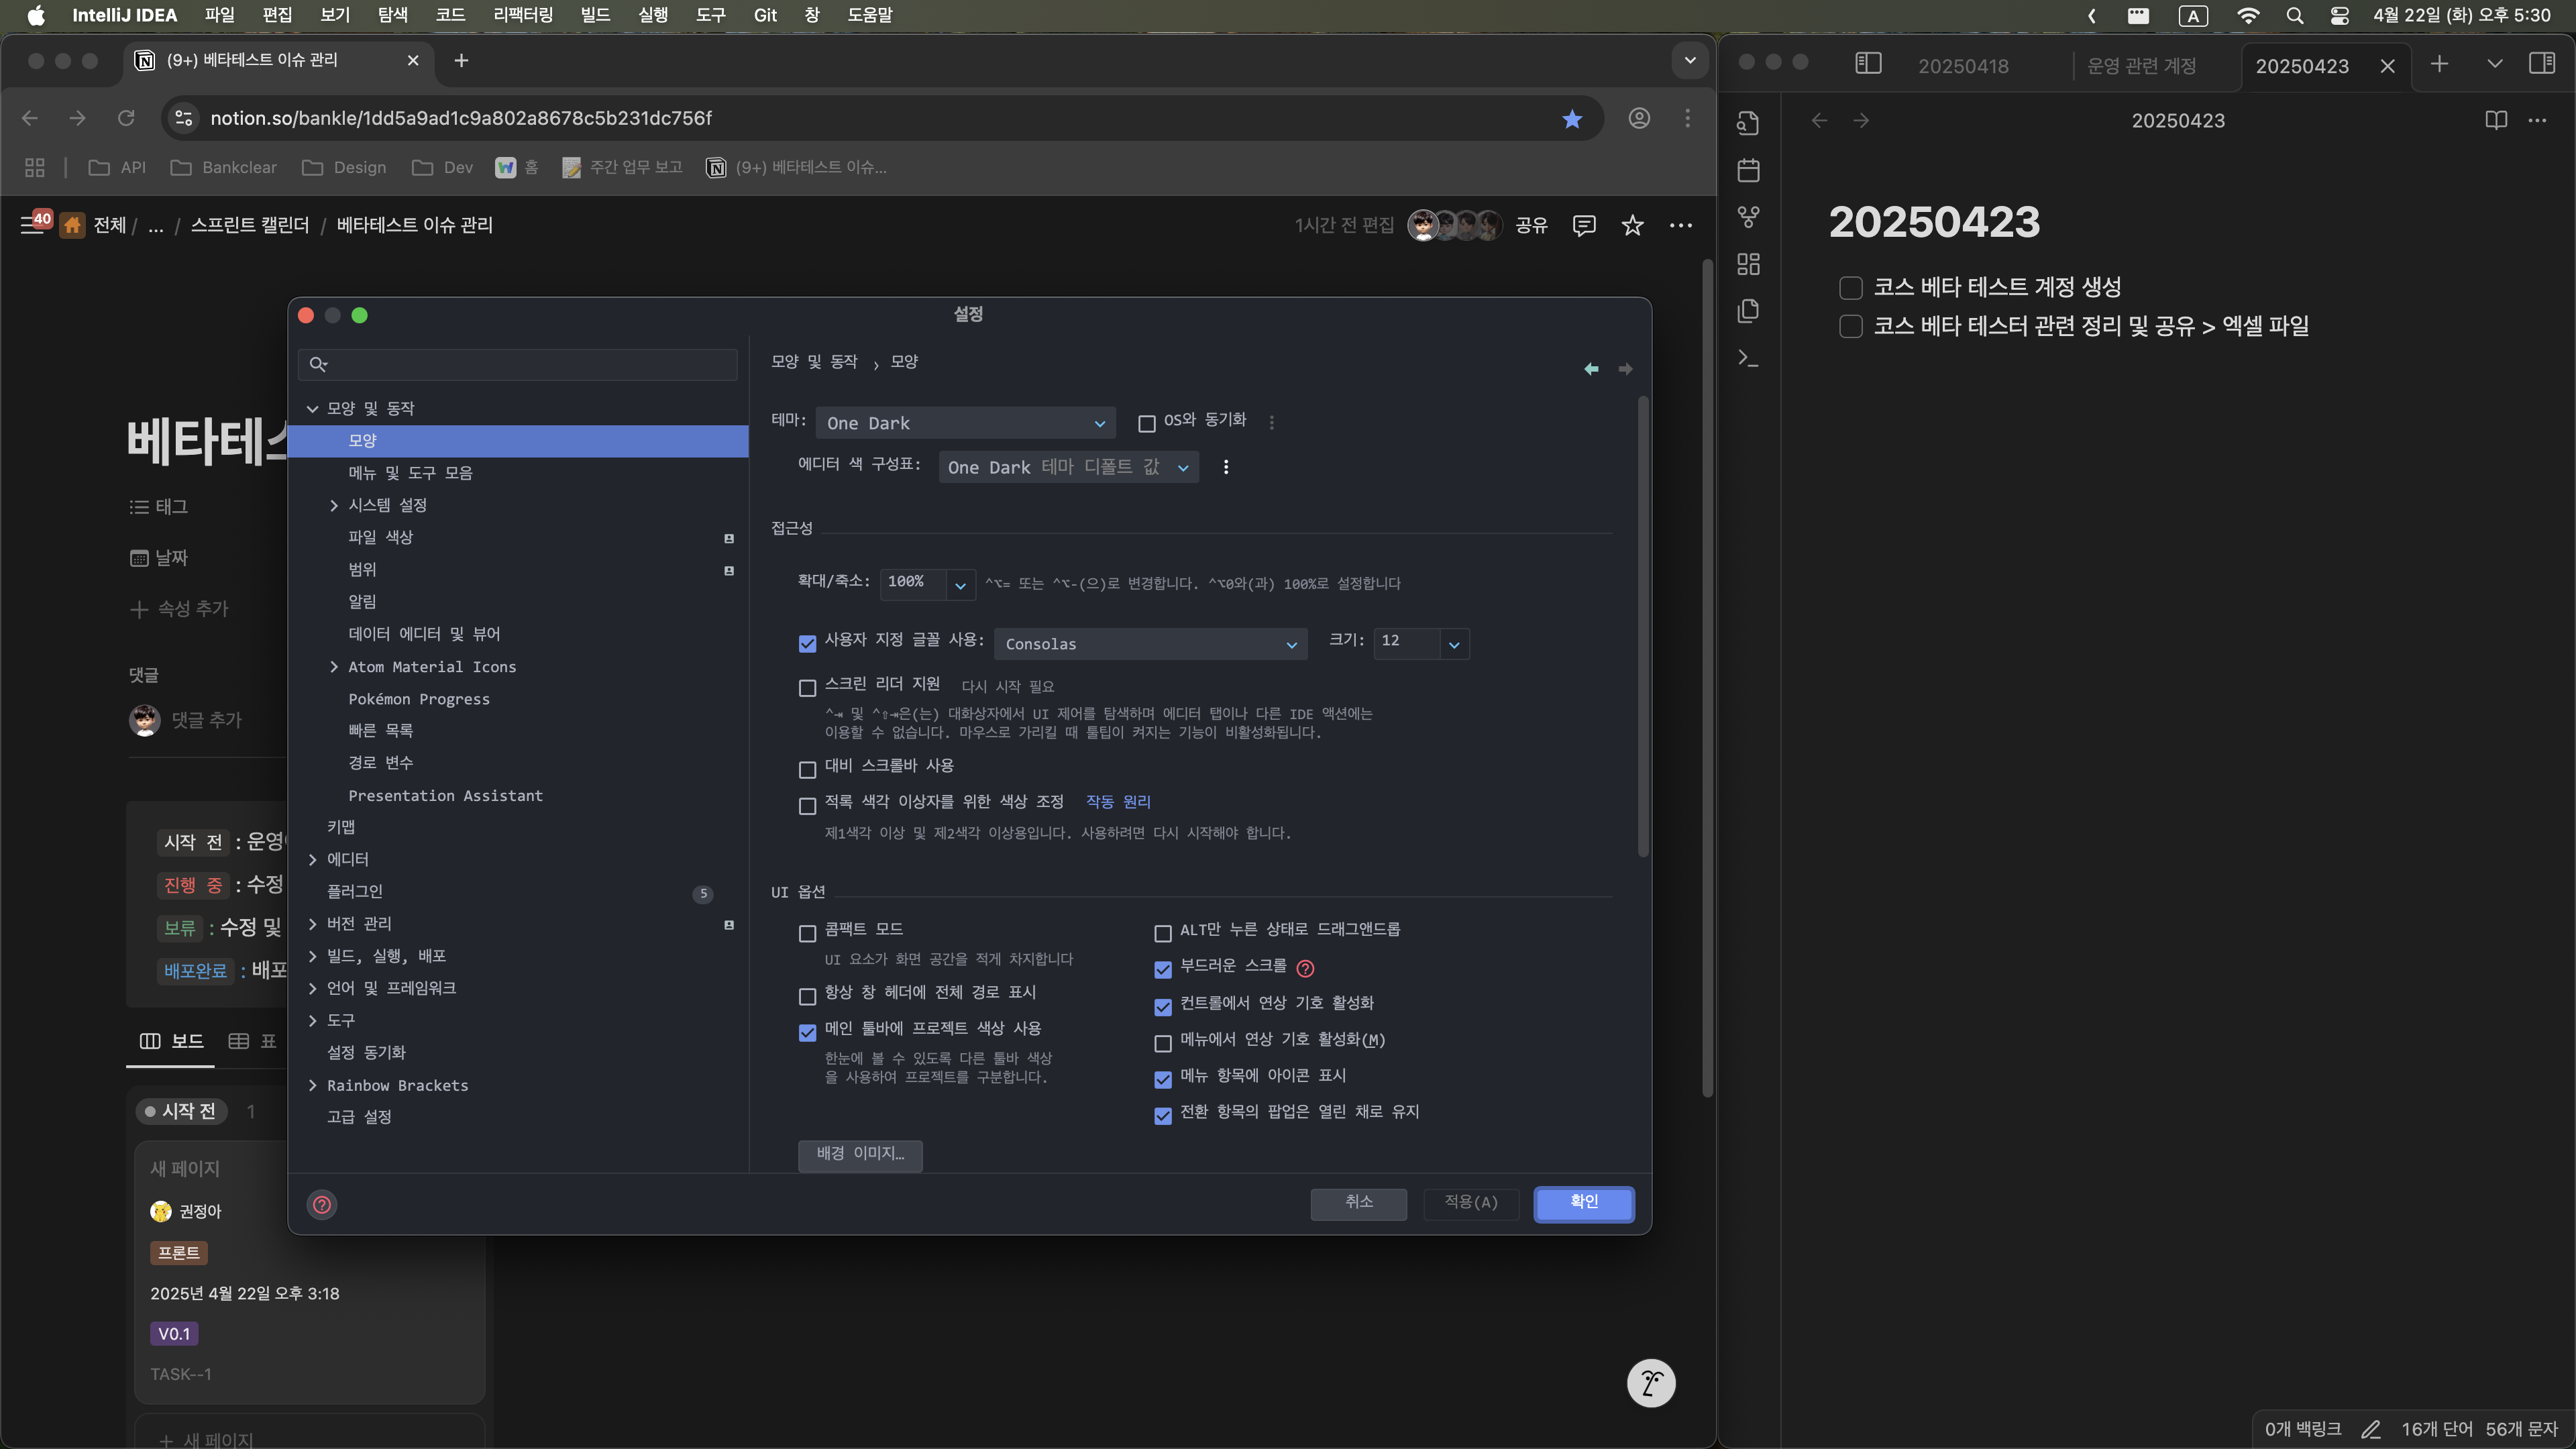 IntelliJ IDEA 파일 편집 보기 탐색 코드 리팩터링 빌드 실행 도구 Git 창 도움말
A 4월 22일 (화) 오후 5:30
(9+) 베타테스트 이슈 관리
notion.so/bankle/1dd5a9ad1c9a802a8678c5b231dc756f
API Bankclear Design Dev 홈 주간 업무 보고 (9+) 베타테스트 이슈...
40 전체 / ... / 스프린트 캘린더 / 베타테스트 이슈 관리
1시간 전 편집 공유
베타테스
태그
날짜
속성 추가
댓글
댓글 추가
시작 전 : 운영
진행 중 : 수정
보류 : 수정 및
배포완료 : 배포
보드 표
시작 전 1
새 페이지
권정아
프론트
2025년 4월 22일 오후 3:18
V0.1
TASK--1
+ 새 페이지
설정
모양 및 동작
모양
메뉴 및 도구 모음
시스템 설정
파일 색상
범위
알림
데이터 에디터 및 뷰어
Atom Material Icons
Pokémon Progress
빠른 목록
경로 변수
Presentation Assistant
키맵
에디터
플러그인 5
버전 관리
빌드, 실행, 배포
언어 및 프레임워크
도구
설정 동기화
Rainbow Brackets
고급 설정
모양 및 동작 › 모양
테마: One Dark OS와 동기화
에디터 색 구성표: One Dark 테마 디폴트 값
접근성
확대/축소: 100% ^⌥= 또는 ^⌥-(으)로 변경합니다. ^⌥0와(과) 100%로 설정합니다
사용자 지정 글꼴 사용: Consolas 크기: 12
스크린 리더 지원 다시 시작 필요
^⇥ 및 ^⇧⇥은(는) 대화상자에서 UI 제어를 탐색하며 에디터 탭이나 다른 IDE 액션에는
이용할 수 없습니다. 마우스로 가리킬 때 툴팁이 켜지는 기능이 비활성화됩니다.
대비 스크롤바 사용
적록 색각 이상자를 위한 색상 조정 작동 원리
제1색각 이상 및 제2색각 이상용입니다. 사용하려면 다시 시작해야 합니다.
UI 옵션
콤팩트 모드
UI 요소가 화면 공간을 적게 차지합니다
항상 창 헤더에 전체 경로 표시
메인 툴바에 프로젝트 색상 사용
한눈에 볼 수 있도록 다른 툴바 색상
을 사용하여 프로젝트를 구분합니다.
ALT만 누른 상태로 드래그앤드롭
부드러운 스크롤
컨트롤에서 연상 기호 활성화
메뉴에서 연상 기호 활성화(M)
메뉴 항목에 아이콘 표시
전환 항목의 팝업은 열린 채로 유지
배경 이미지...
취소 적용(A) 확인
20250418 운영 관련 계정 20250423
20250423
20250423
코스 베타 테스트 계정 생성
코스 베타 테스터 관련 정리 및 공유 > 엑셀 파일
0개 백링크 16개 단어 56개 문자